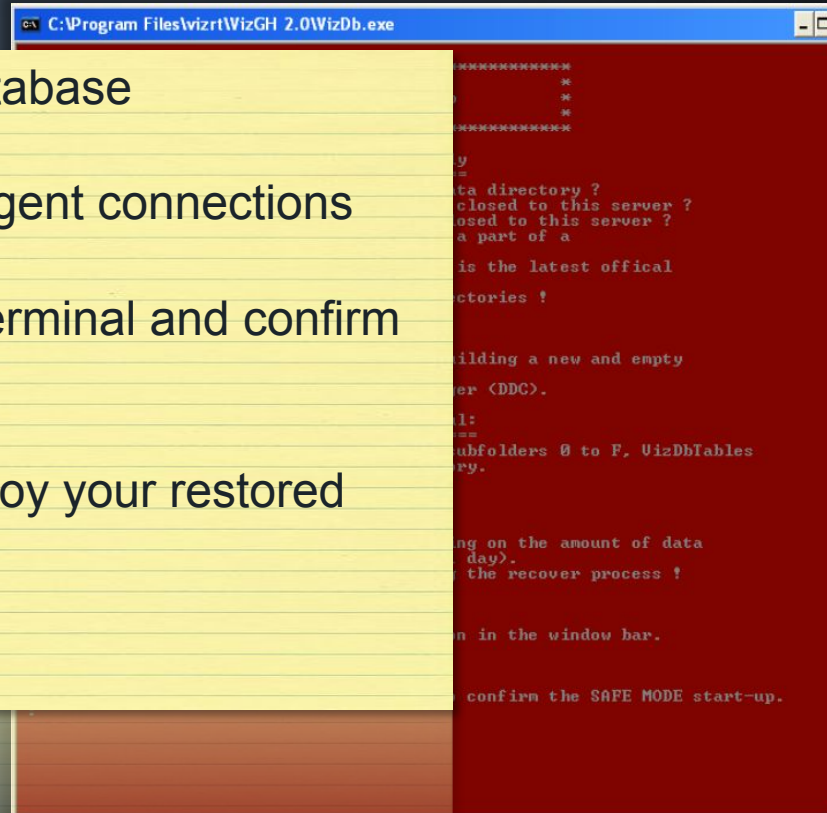 C:\Program Files\vizrt\VizGH 2.0\VizDb.exe
tabase
gent connections
erminal and confirm
oy your restored
************
*
*
*
************
y
==
ta directory ?
closed to this server ?
osed to this server ?
a part of a
is the latest offical
ctories !
ilding a new and empty
er (DDC).
l:
===
ubfolders 0 to F, VizDbTables
ry.
ng on the amount of data
day).
the recover process !
n in the window bar.
confirm the SAFE MODE start-up.